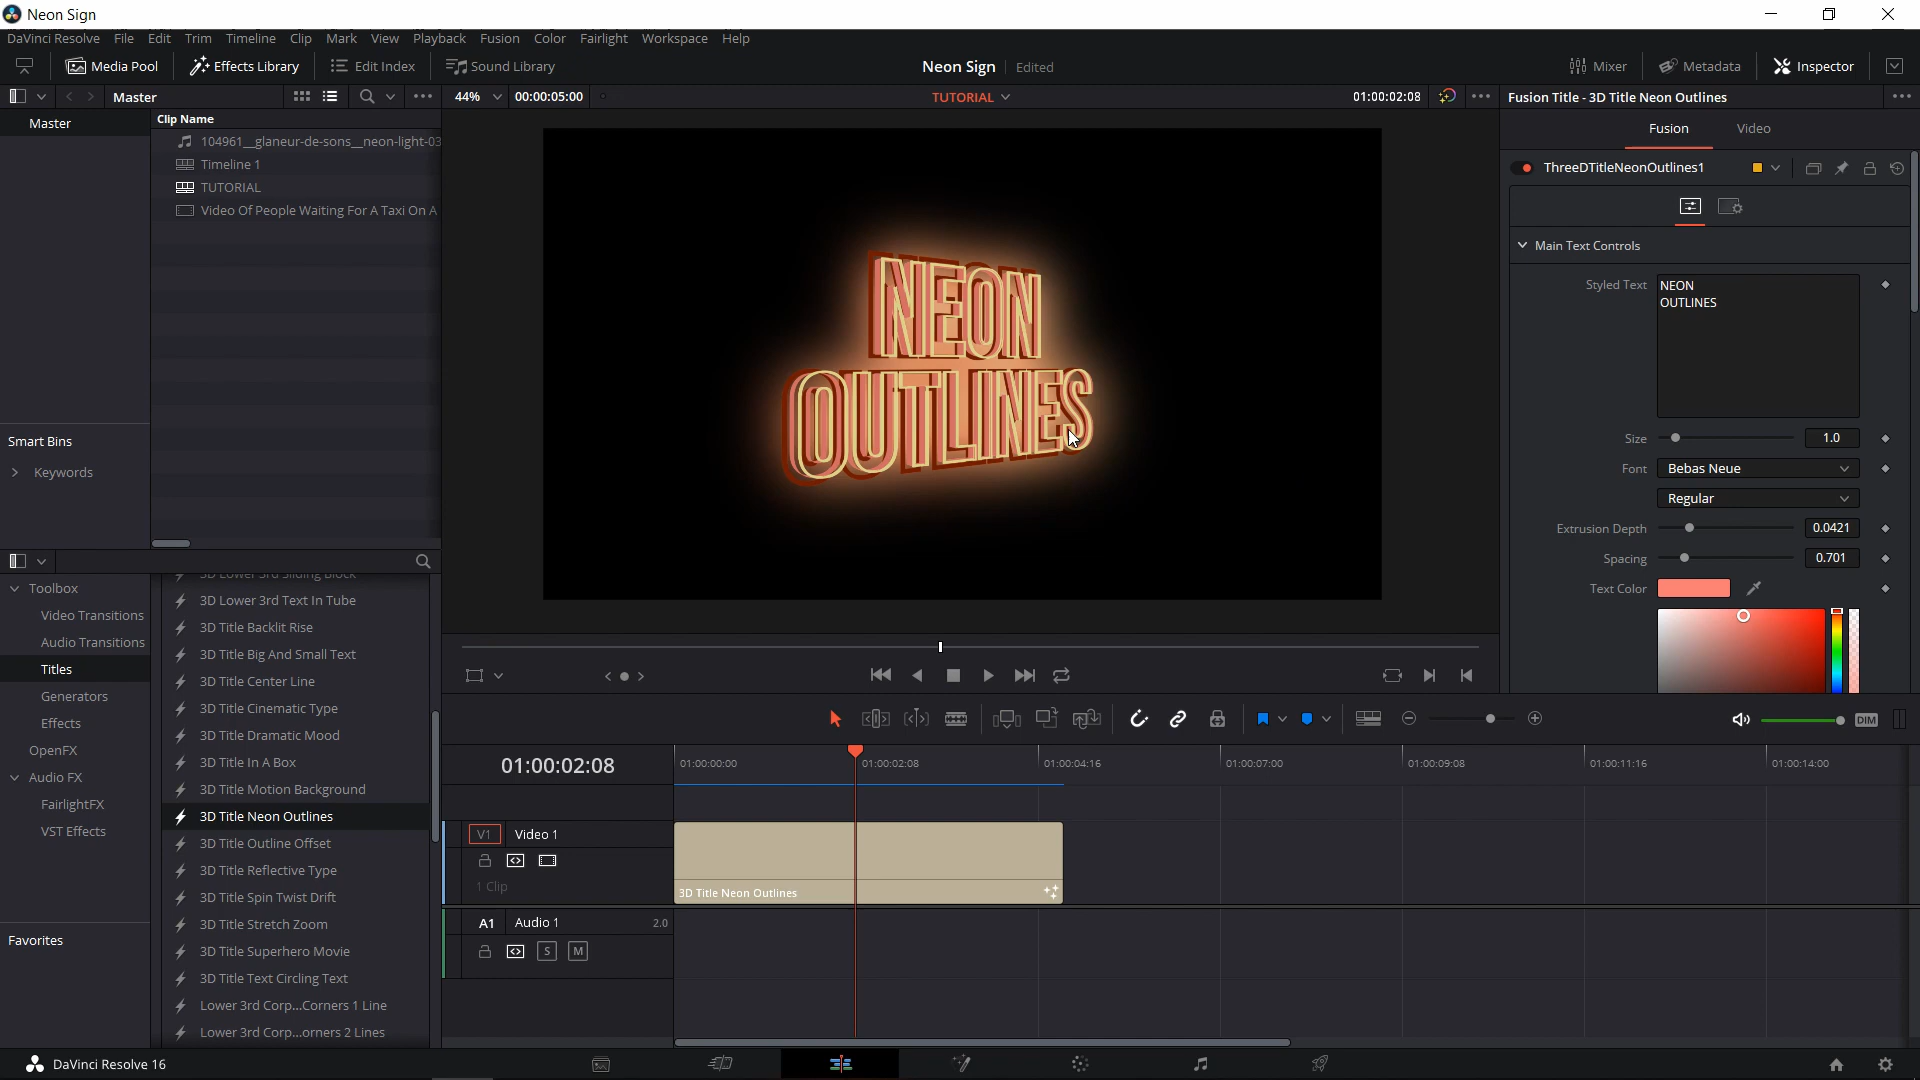 Neon Sign
DaVinci Resolve File Edit Trim Timeline Clip Mark View Playback Fusion Color Fairlight Workspace Help
Media Pool Effects Library Edit Index Sound Library Neon Sign Edited Mixer Metadata Inspector
Master 44% 00:00:05:00 TUTORIAL 01:00:02:08 Fusion Title - 3D Title Neon Outlines
Master
Clip Name
104961__glaneur-de-sons__neon-light-03
Timeline 1
TUTORIAL
Video Of People Waiting For A Taxi On A
Smart Bins
Keywords
NEON
OUTLINES
Fusion Video
ThreeDTitleNeonOutlines1
Main Text Controls
Styled Text NEON
OUTLINES
Size 1.0
Font Bebas Neue
Regular
Extrusion Depth 0.0421
Spacing 0.701
Text Color
Toolbox
Video Transitions
Audio Transitions
Titles
Generators
Effects
OpenFX
Audio FX
FairlightFX
VST Effects
Favorites
3D Lower 3rd Sliding Block
3D Lower 3rd Text In Tube
3D Title Backlit Rise
3D Title Big And Small Text
3D Title Center Line
3D Title Cinematic Type
3D Title Dramatic Mood
3D Title In A Box
3D Title Motion Background
3D Title Neon Outlines
3D Title Outline Offset
3D Title Reflective Type
3D Title Spin Twist Drift
3D Title Stretch Zoom
3D Title Superhero Movie
3D Title Text Circling Text
Lower 3rd Corp...Corners 1 Line
Lower 3rd Corp...orners 2 Lines
DIM
01:00:02:08 01:00:00:00 01:00:02:08 01:00:04:16 01:00:07:00 01:00:09:08 01:00:11:16 01:00:14:00
V1 Video 1
1 Clip
3D Title Neon Outlines
A1 Audio 1 2.0
S M
DaVinci Resolve 16